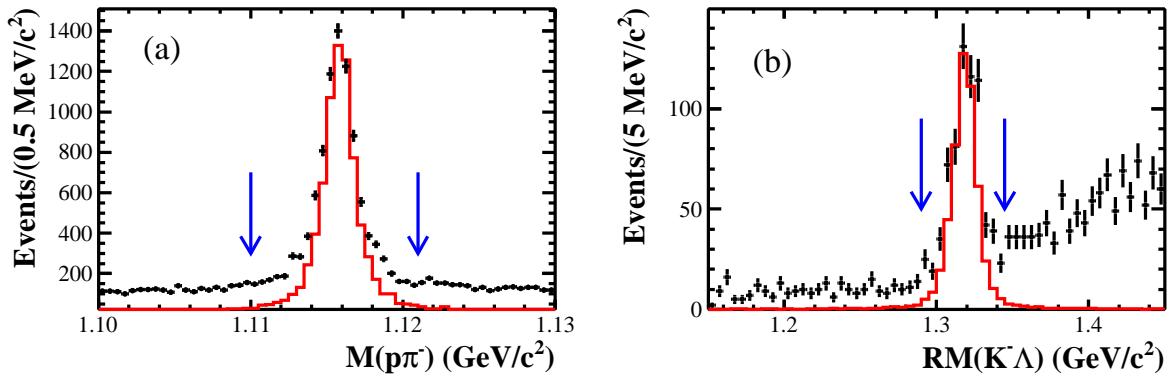 (a)
Events/(0.5 MeV/c²)
1400
1200
1000
800
600
400
200
1.10 1.11 1.12 1.13
M(pπ⁻) (GeV/c²)
(b)
Events/(5 MeV/c²)
100
50
0
1.2 1.3 1.4
RM(K⁻Λ) (GeV/c²)